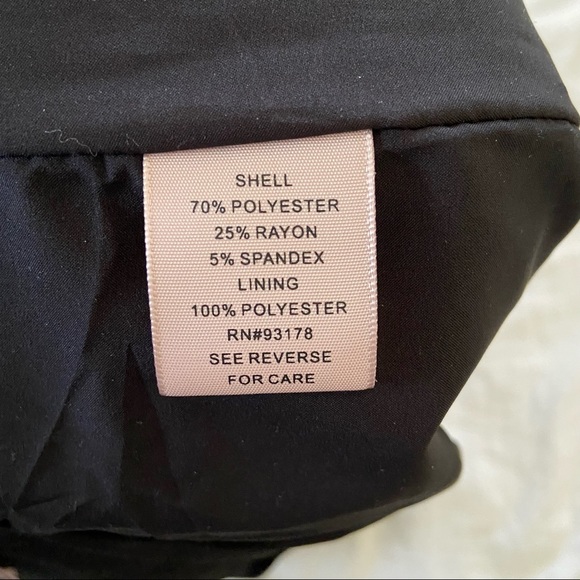 SHELL
70% POLYESTER
25% RAYON
5% SPANDEX
LINING
100% POLYESTER
RN#93178
SEE REVERSE
FOR CARE